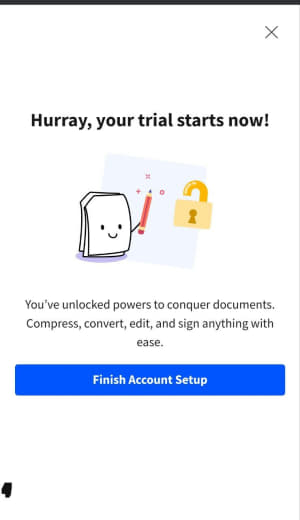 Hurray, your trial starts now!
You've unlocked powers to conquer documents.
Compress, convert, edit, and sign anything with
ease.
Finish Account Setup